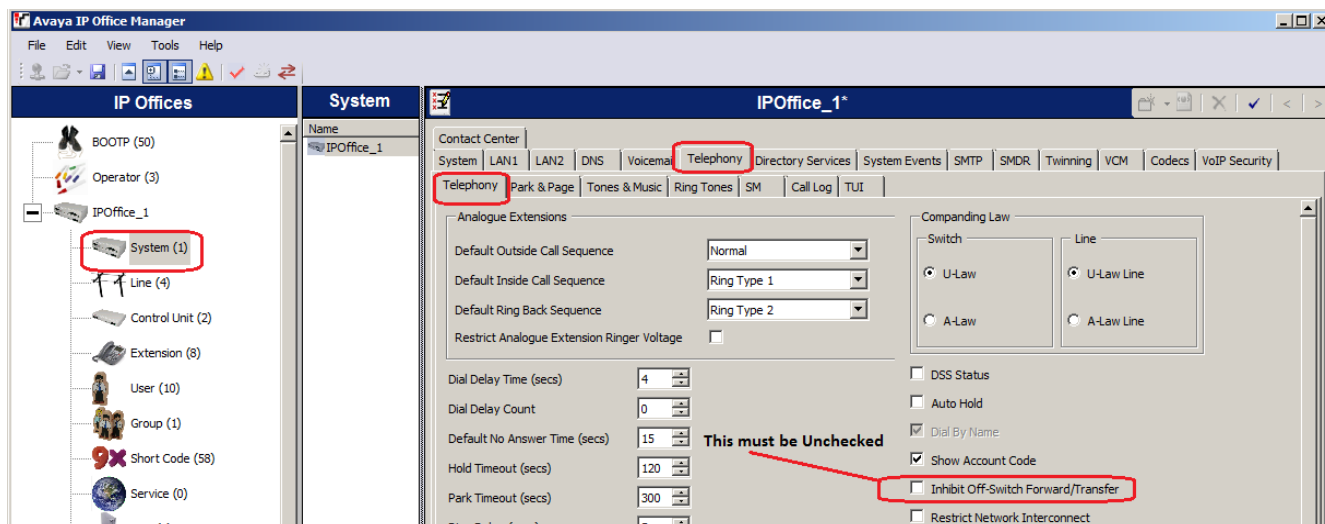 Avaya IP Office Manager
File Edit View Tools Help
IP Offices
System
IPOffice_1*
BOOTP (50)
Operator (3)
IPOffice_1
System (1)
Line (4)
Control Unit (2)
Extension (8)
User (10)
Group (1)
9X Short Code (58)
Service (0)
Name
IPOffice_1
Contact Center
System LAN1 LAN2 DNS Voicemai Telephony Directory Services System Events SMTP SMDR Twinning VCM Codecs VoIP Security
Telephony Park & Page Tones & Music Ring Tones SM Call Log TUI
Analogue Extensions
Default Outside Call Sequence Normal
Default Inside Call Sequence Ring Type 1
Default Ring Back Sequence Ring Type 2
Restrict Analogue Extension Ringer Voltage
Companding Law
Switch Line
U-Law U-Law Line
A-Law A-Law Line
Dial Delay Time (secs) 4
Dial Delay Count 0
Default No Answer Time (secs) 15
Hold Timeout (secs) 120
Park Timeout (secs) 300
This must be Unchecked
DSS Status
Auto Hold
Dial By Name
Show Account Code
Inhibit Off-Switch Forward/Transfer
Restrict Network Interconnect